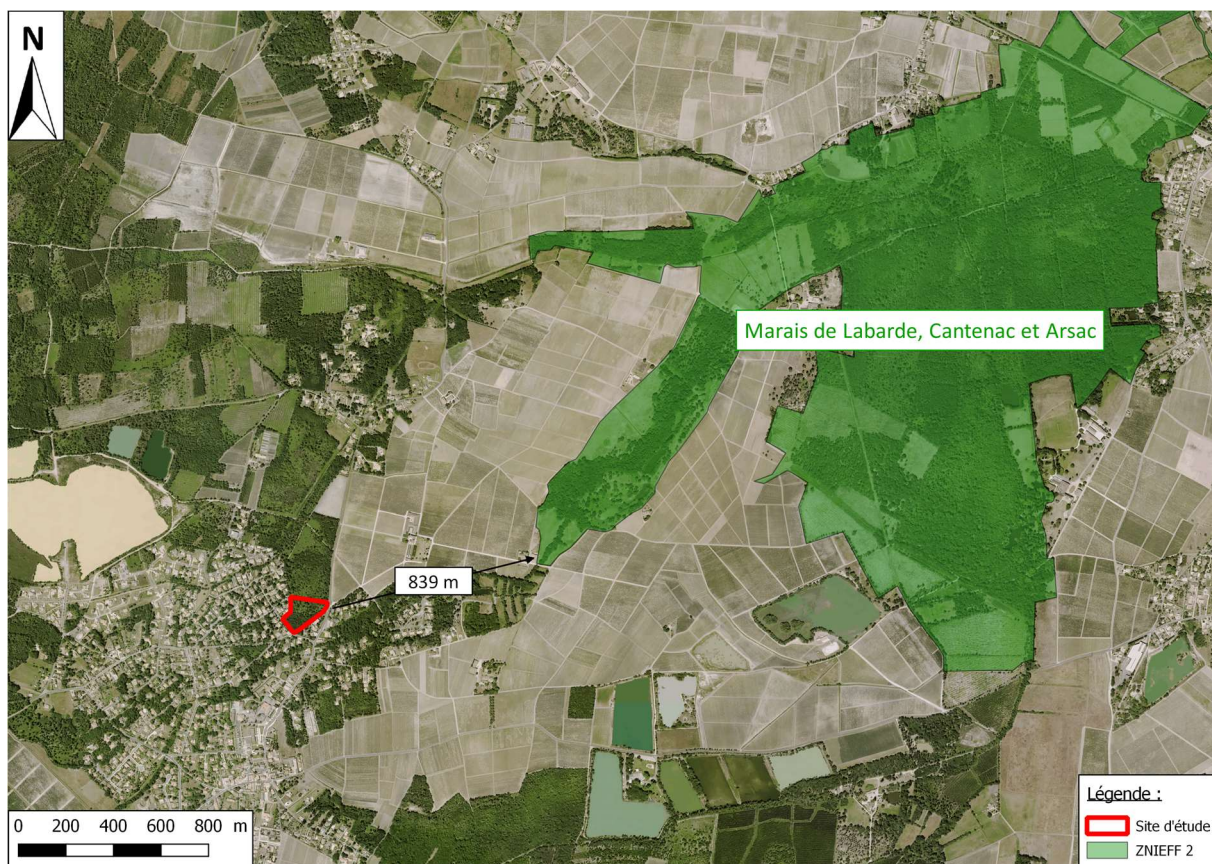 N
Marais de Labarde, Cantenac et Arsac
839 m
0 200 400 600 800 m
Légende :
Site d'étude
ZNIEFF 2